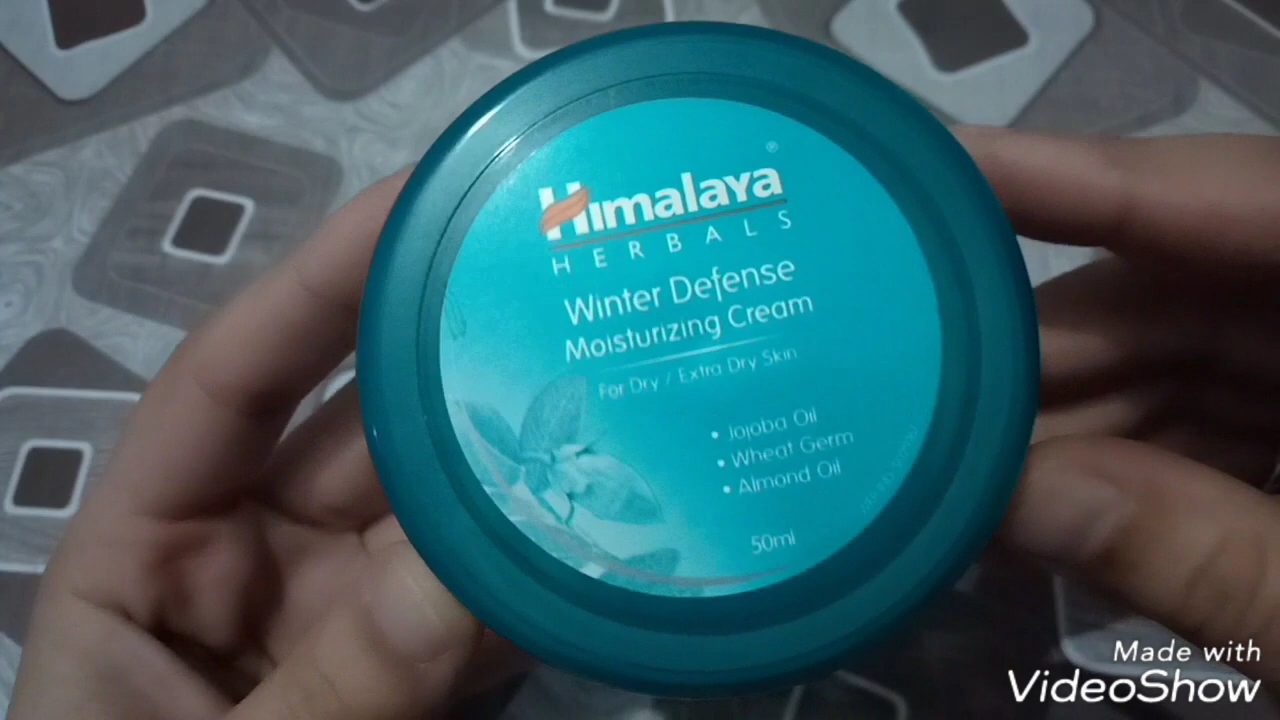 Himalaya®
HERBALS
Winter Defense
Moisturizing Cream
For Dry / Extra Dry Skin
• Jojoba Oil
• Wheat Germ
• Almond Oil
50ml
Made with
VideoShow